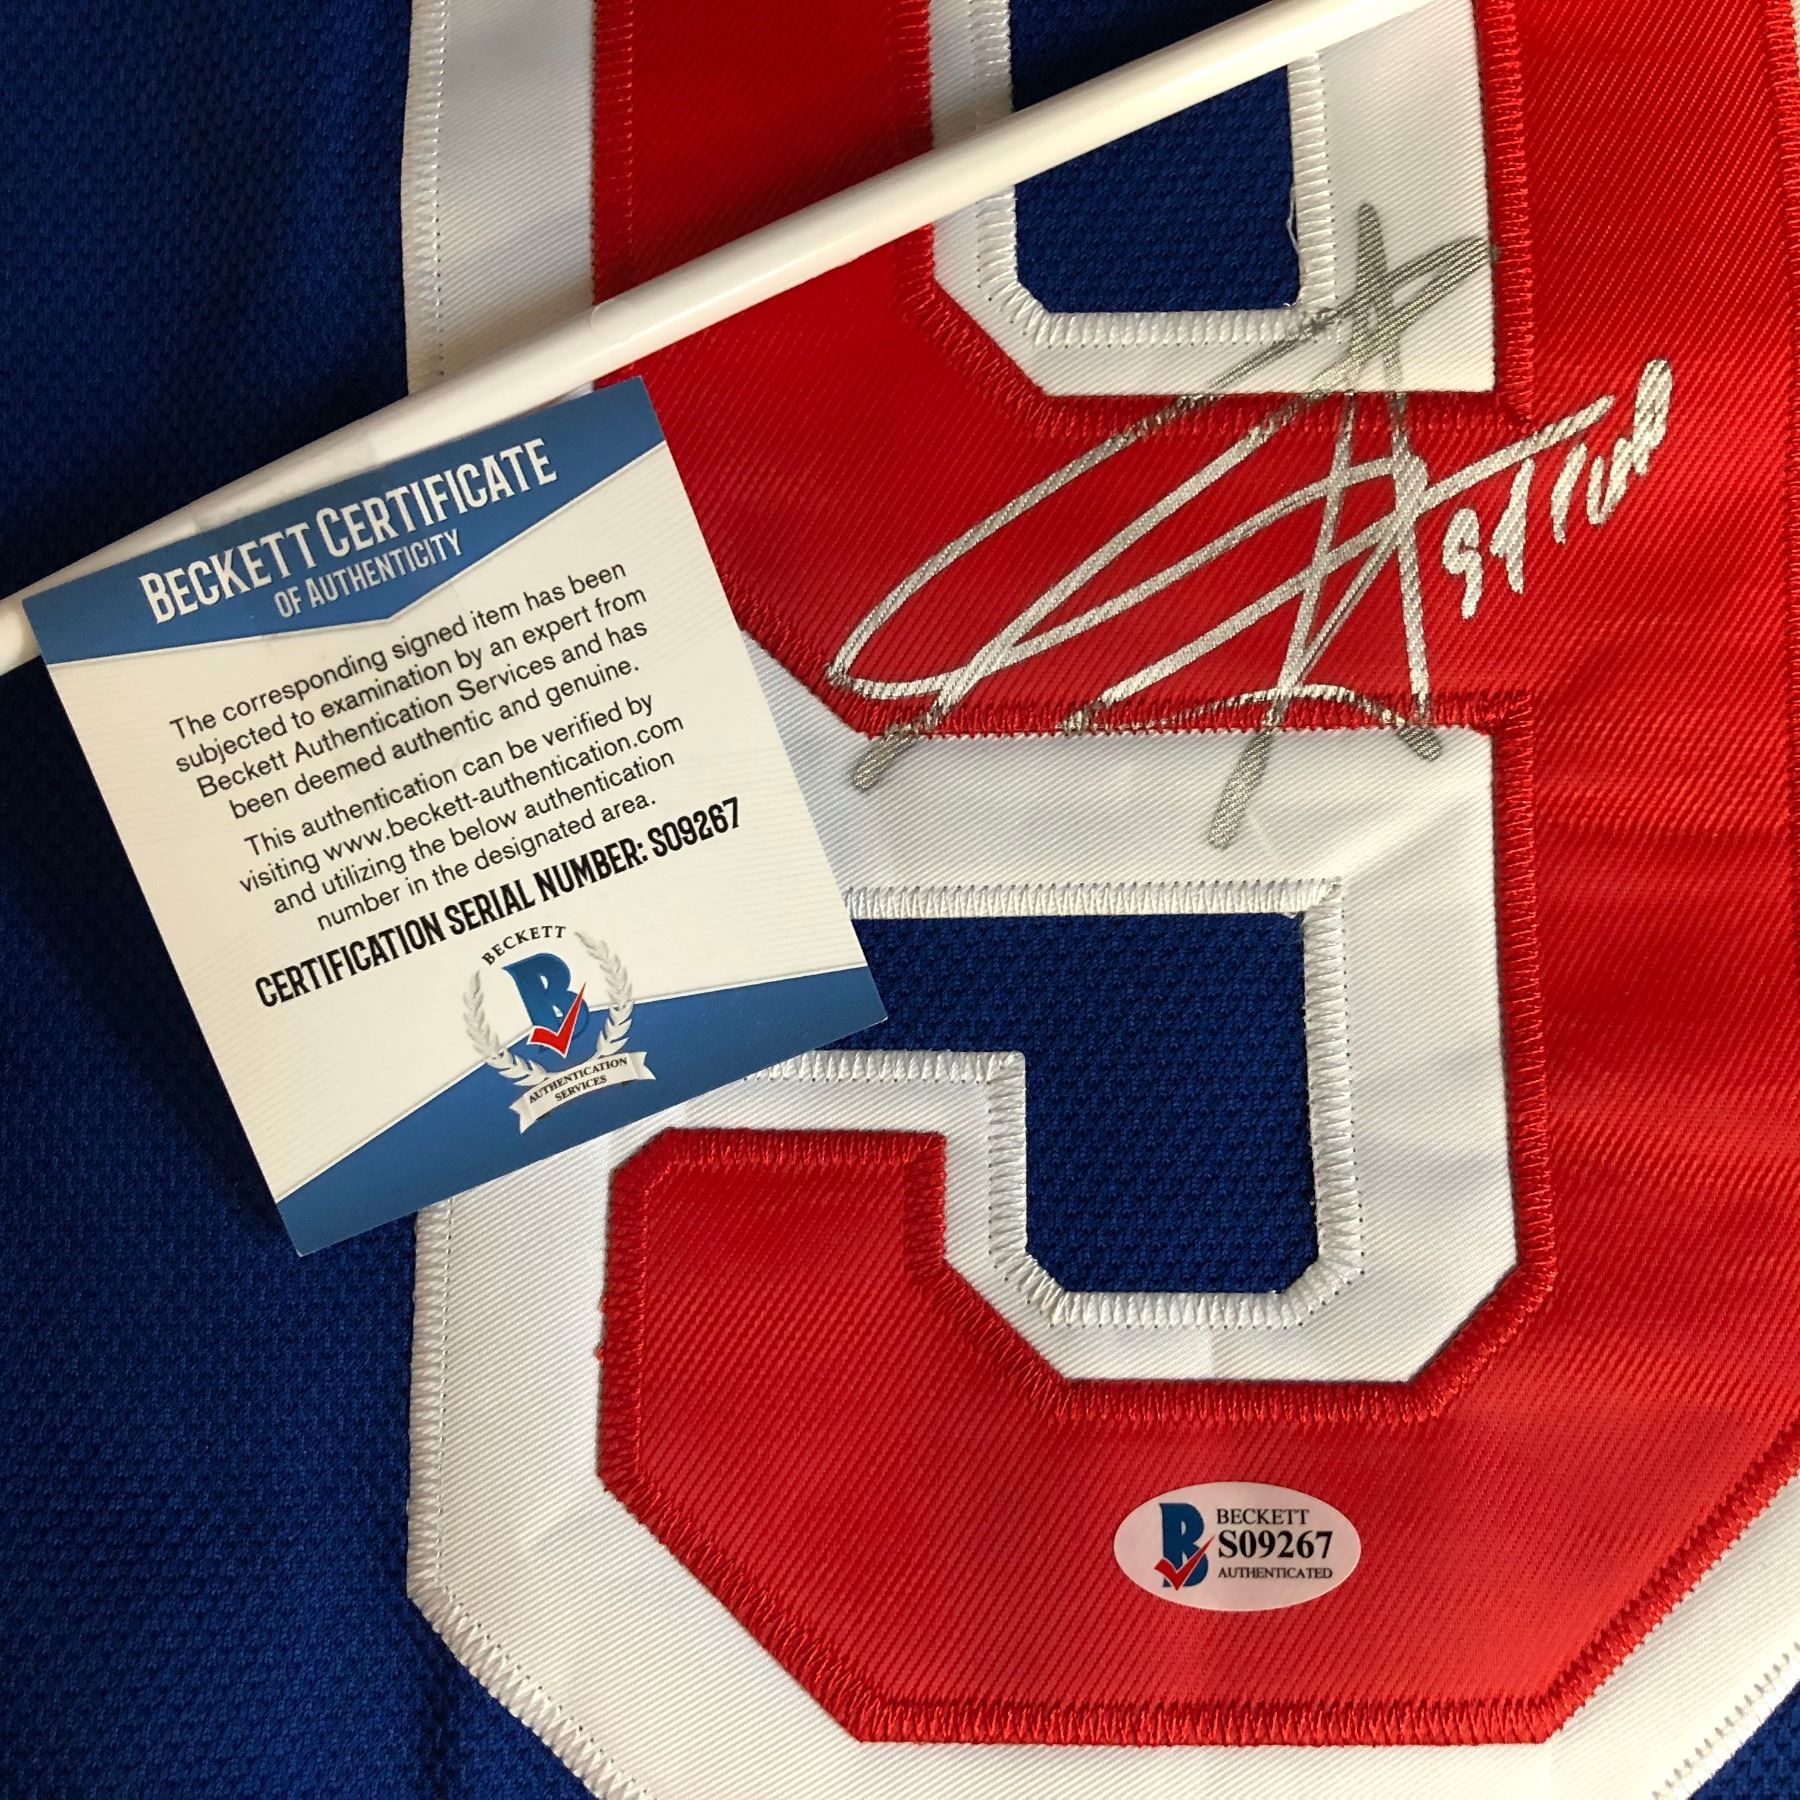 BECKETT CERTIFICATE
OF AUTHENTICITY
The corresponding signed item has been
subjected to examination by an expert from
Beckett Authentication Services and has
been deemed authentic and genuine.
This authentication can be verified by
visiting www.beckett-authentication.com
and utilizing the below authentication
number in the designated area.
CERTIFICATION SERIAL NUMBER: S09267
BECKETT
B
AUTHENTICATION
SERVICES
9
B
BECKETT
S09267
AUTHENTICATED